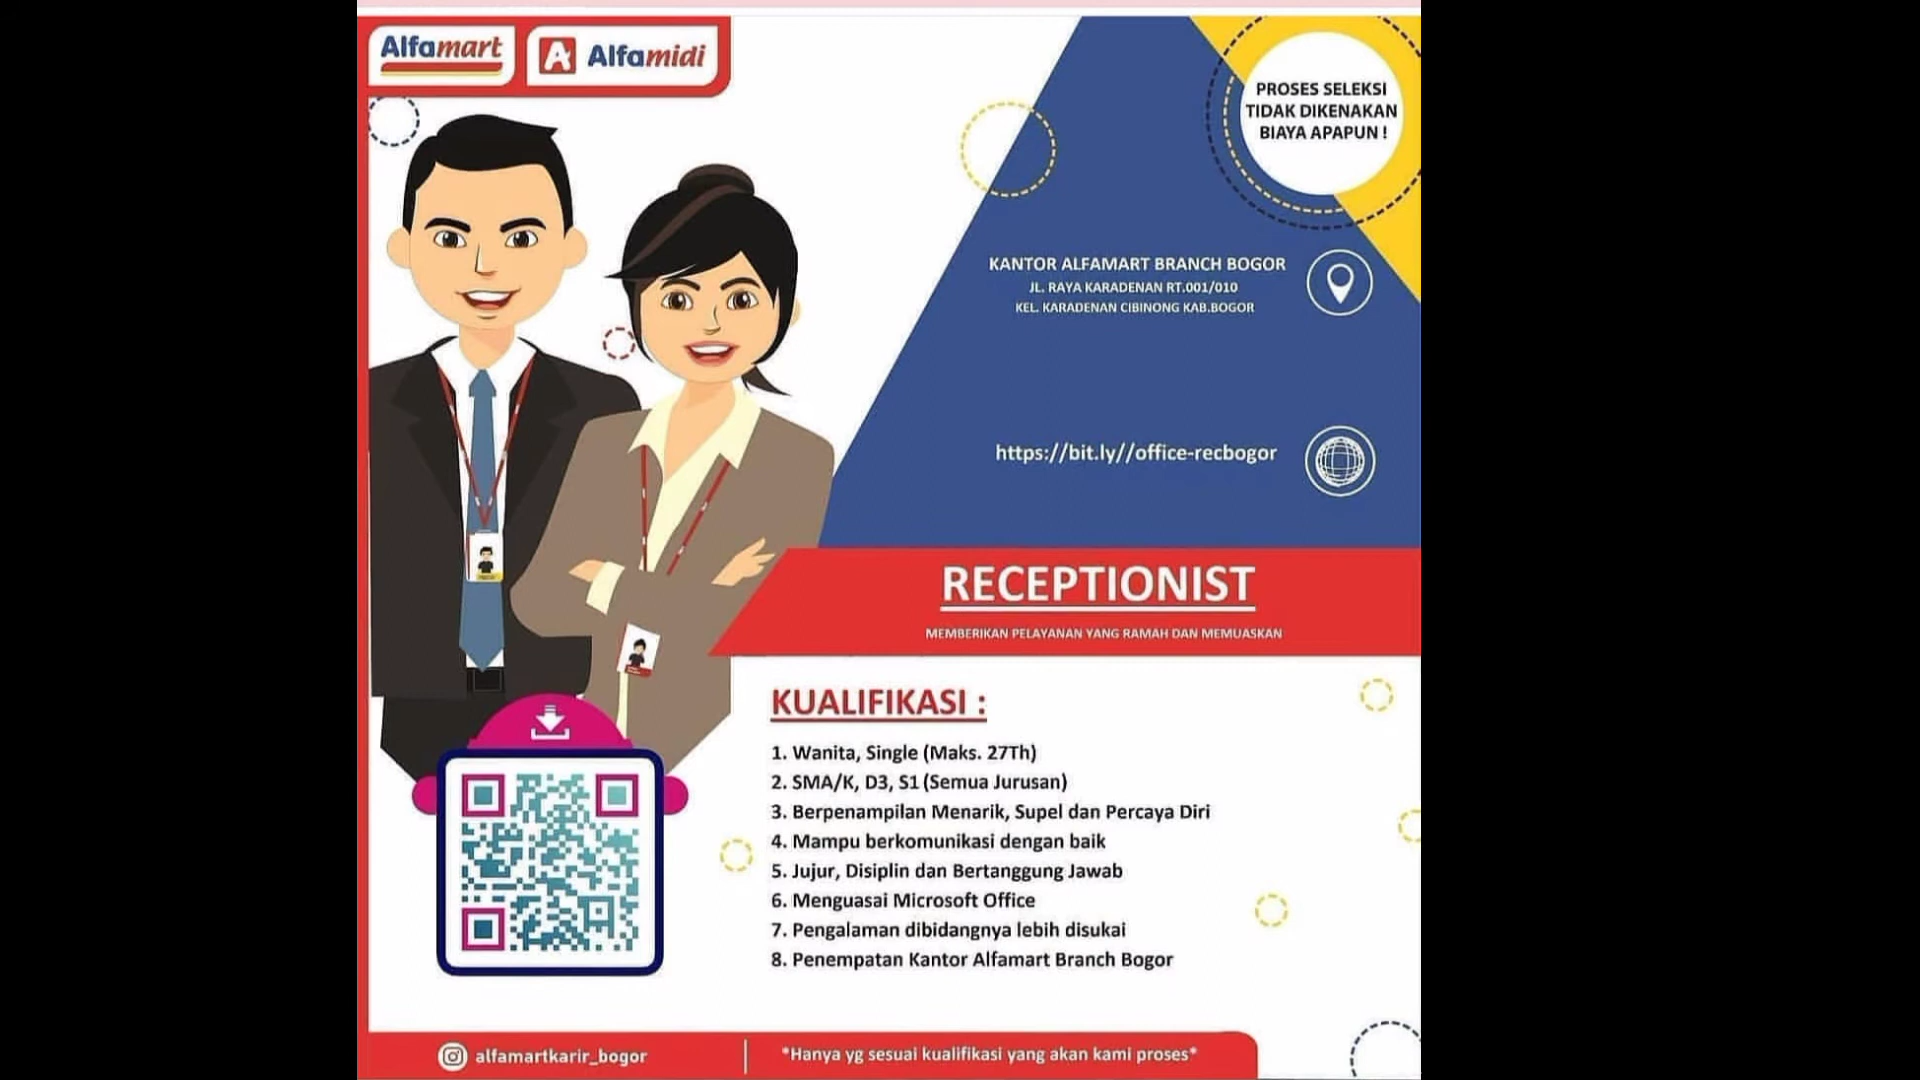 Alfamart
Alfamidi
PROSES SELEKSI
TIDAK DIKENAKAN
BIAYA APAPUN !
KANTOR ALFAMART BRANCH BOGOR
JL. RAYA KARADENAN RT.001/010
KEL. KARADENAN CIBINONG KAB.BOGOR
https://bit.ly//office-recbogor
RECEPTIONIST
MEMBERIKAN PELAYANAN YANG RAMAH DAN MEMUASKAN
KUALIFIKASI :
1. Wanita, Single (Maks. 27Th)
2. SMA/K, D3, S1 (Semua Jurusan)
3. Berpenampilan Menarik, Supel dan Percaya Diri
4. Mampu berkomunikasi dengan baik
5. Jujur, Disiplin dan Bertanggung Jawab
6. Menguasai Microsoft Office
7. Pengalaman dibidangnya lebih disukai
8. Penempatan Kantor Alfamart Branch Bogor
alfamartkarir_bogor
*Hanya yg sesuai kualifikasi yang akan kami proses*